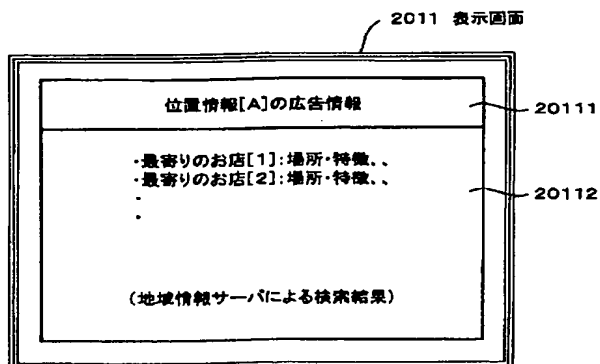 2011 表示画面
位置情報[A]の広告情報
20111
・最寄りのお店[1]:場所・特徴、、
・最寄りのお店[2]:場所・特徴、、
20112
・
・
(地域情報サーバによる検索結果)